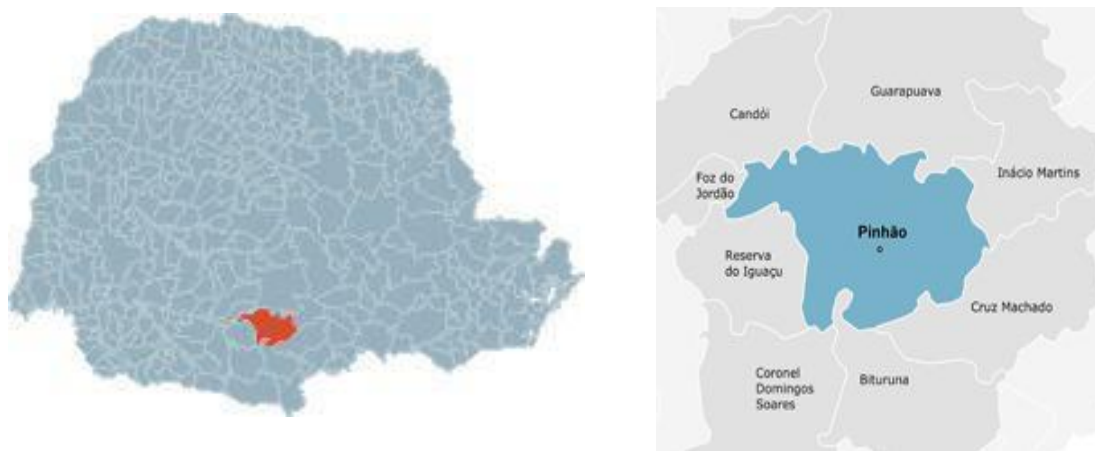 Guarapuava
Candói
Inácio Martins
Foz do
Jordão
Pinhão
Reserva
do Iguaçu
Cruz Machado
Coronel
Domingos
Soares
Bituruna